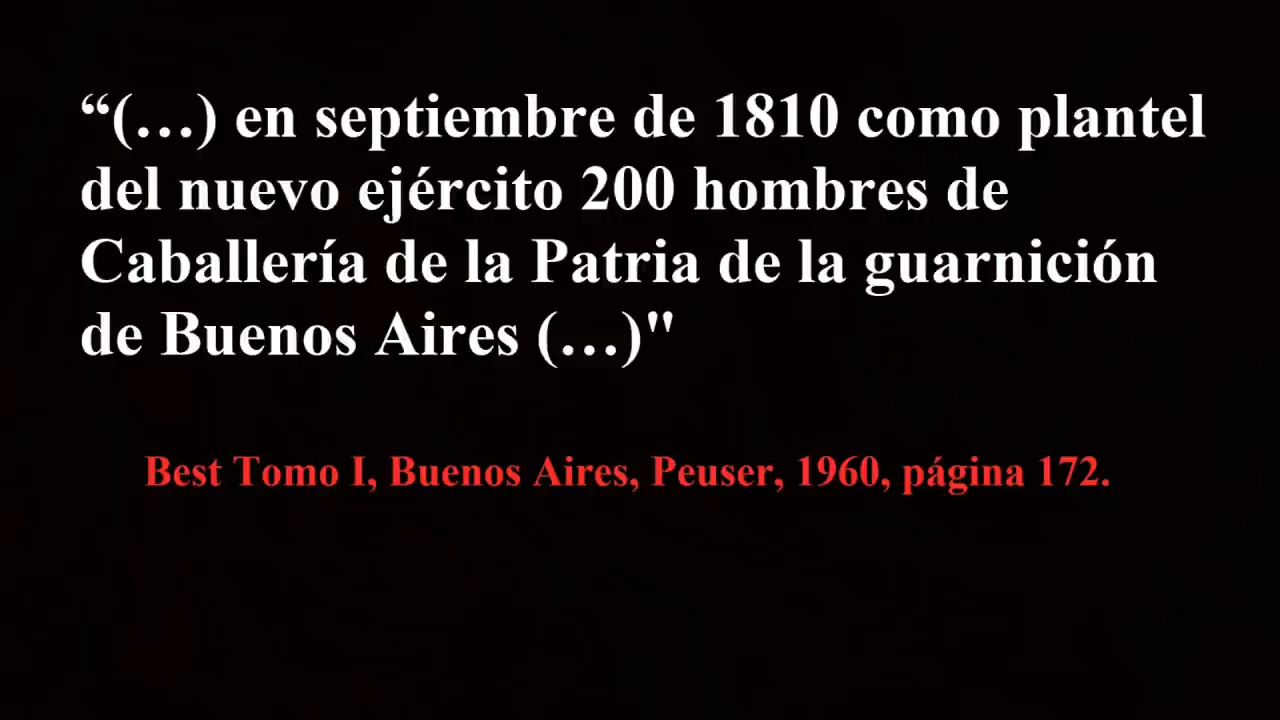 “(…) en septiembre de 1810 como plantel
del nuevo ejército 200 hombres de
Caballería de la Patria de la guarnición
de Buenos Aires (…)"
Best Tomo I, Buenos Aires, Peuser, 1960, página 172.